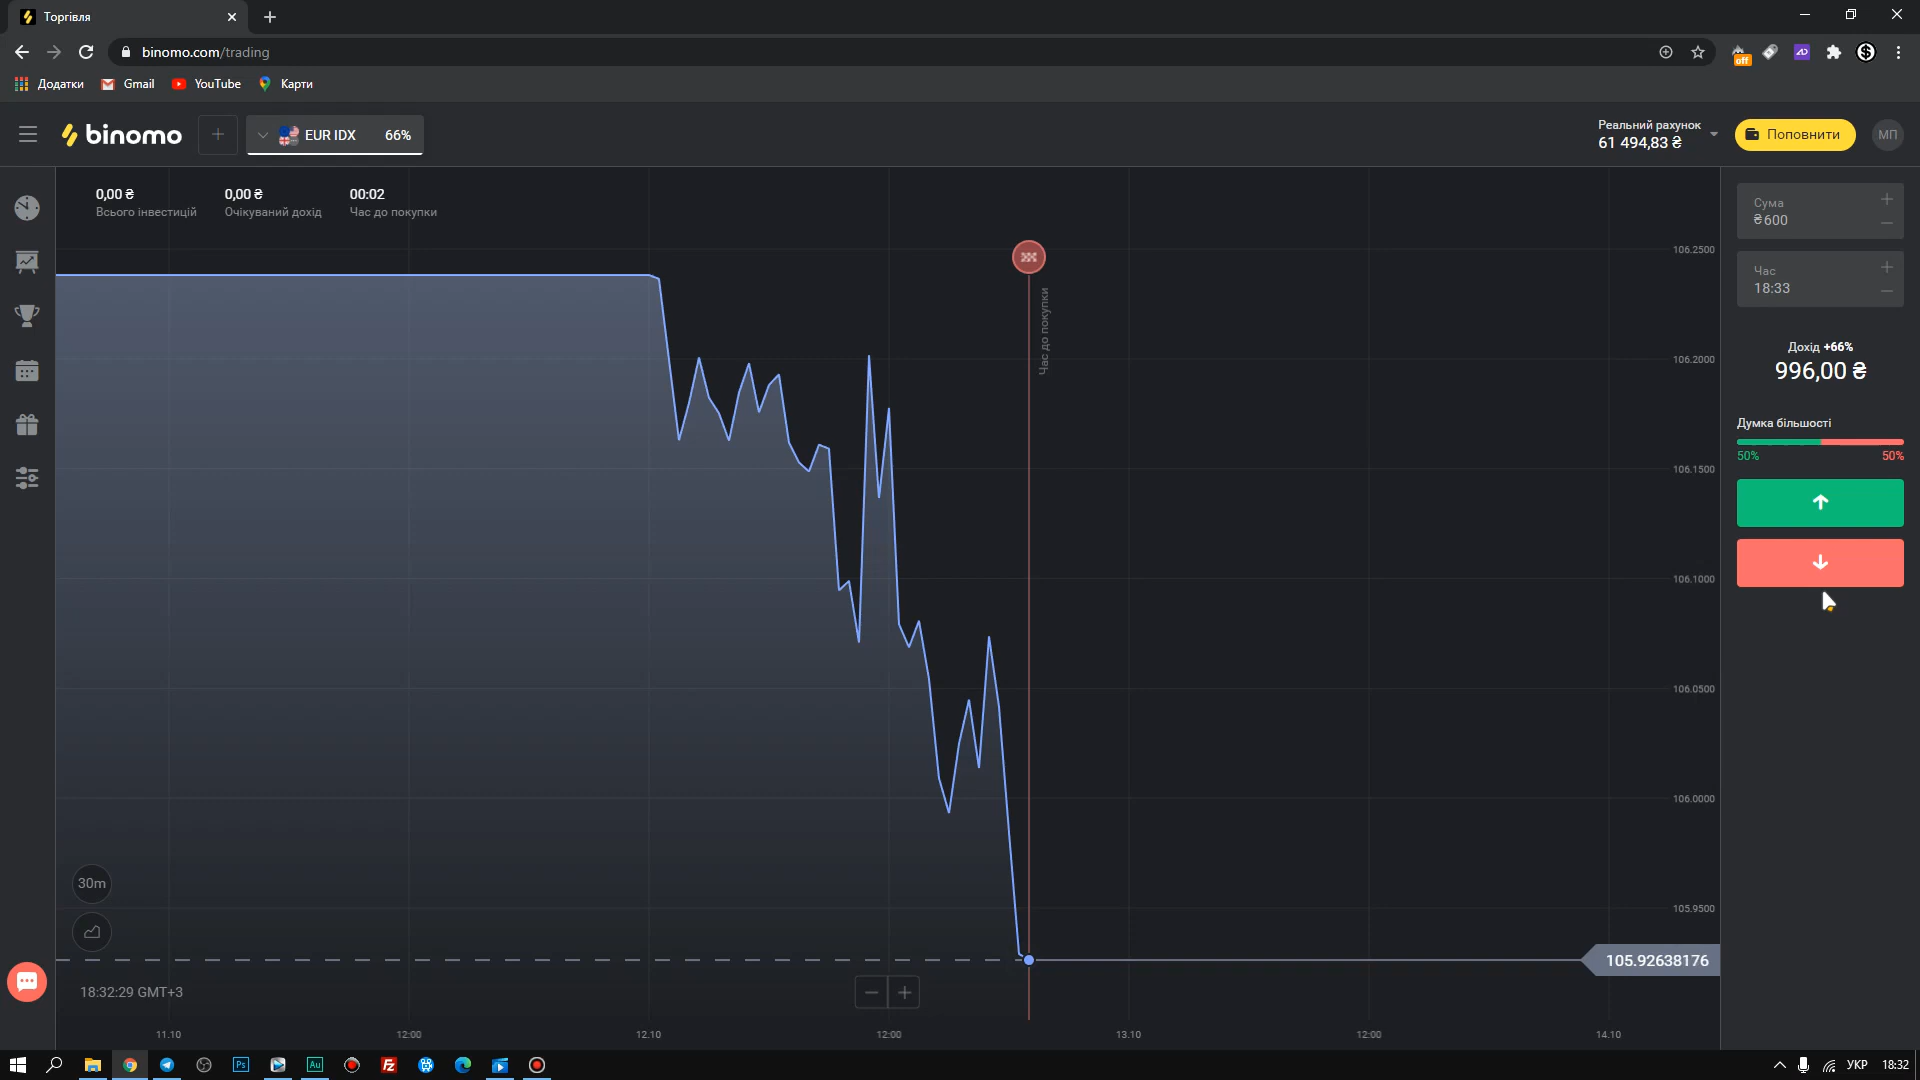 Торгівля
binomo.com/trading
off
Додатки
Gmail
YouTube
Карти
binomo
EUR IDX
66%
Реальний рахунок
61 494,83 ₴
Поповнити
МП
0,00 ₴
0,00 ₴
00:02
Всього інвестицій
Очікуваний дохід
Час до покупки
Сума
₴600
Час
18:33
Дохід +66%
996,00 ₴
Думка більшості
50%
50%
Час до покупки
106.2500
106.2000
106.1500
106.1000
106.0500
106.0000
105.9500
105.92638176
30m
18:32:29 GMT+3
11.10
12:00
12.10
12:00
13.10
12:00
14.10
Ps
Au
Fz
УКР
18:32